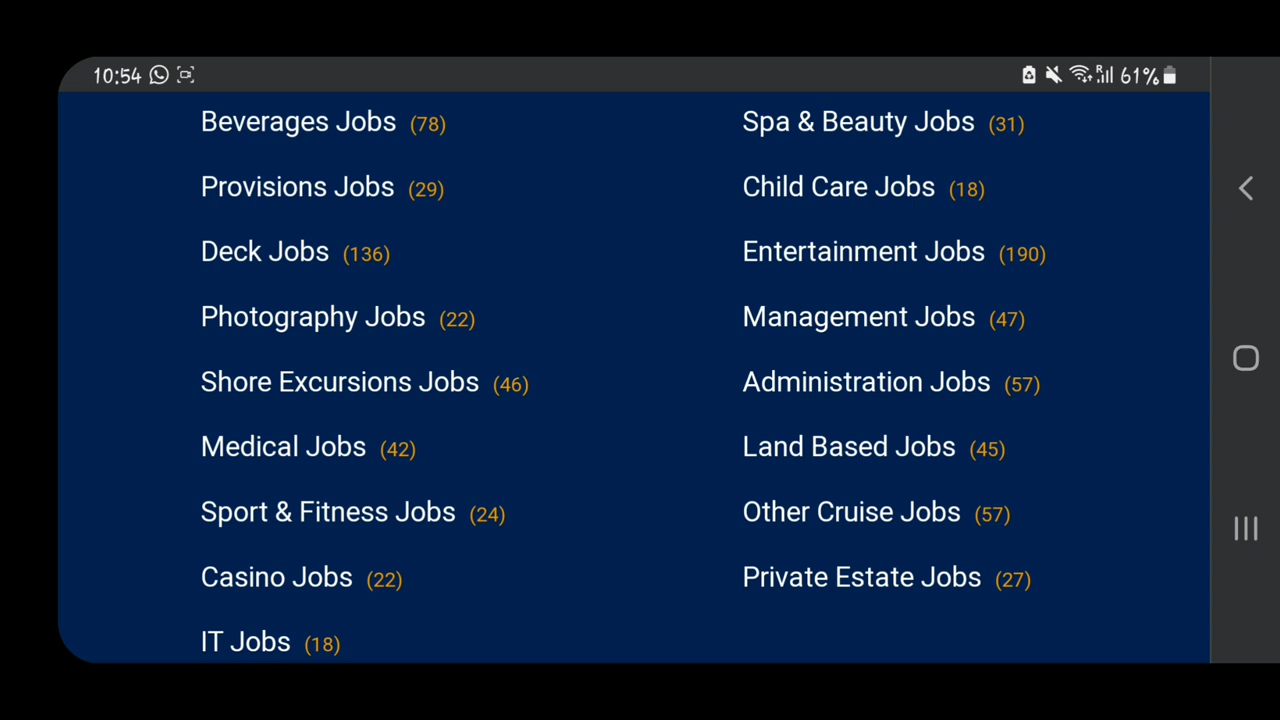 10:54
61%
Beverages Jobs (78)
Provisions Jobs (29)
Deck Jobs (136)
Photography Jobs (22)
Shore Excursions Jobs (46)
Medical Jobs (42)
Sport & Fitness Jobs (24)
Casino Jobs (22)
IT Jobs (18)
Spa & Beauty Jobs (31)
Child Care Jobs (18)
Entertainment Jobs (190)
Management Jobs (47)
Administration Jobs (57)
Land Based Jobs (45)
Other Cruise Jobs (57)
Private Estate Jobs (27)